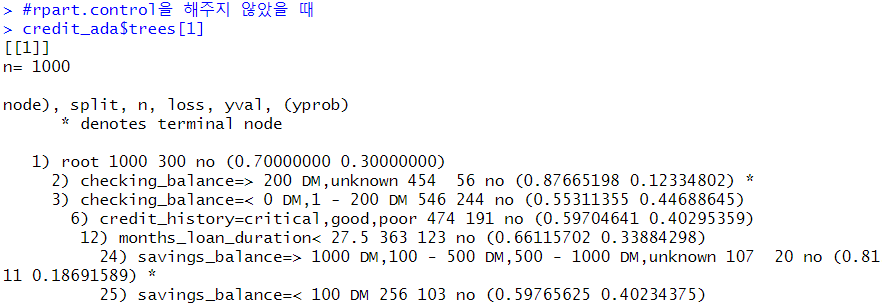 > #rpart.control을 해주지 않았을 때
> credit_ada$trees[1]
[[1]]
n= 1000
node), split, n, loss, yval, (yprob)
      * denotes terminal node
   1) root 1000 300 no (0.70000000 0.30000000)
     2) checking_balance=> 200 DM,unknown 454  56 no (0.87665198 0.12334802) *
     3) checking_balance=< 0 DM,1 - 200 DM 546 244 no (0.55311355 0.44688645)
       6) credit_history=critical,good,poor 474 191 no (0.59704641 0.40295359)
        12) months_loan_duration< 27.5 363 123 no (0.66115702 0.33884298)
          24) savings_balance=> 1000 DM,100 - 500 DM,500 - 1000 DM,unknown 107  20 no (0.81
11 0.18691589) *
          25) savings_balance=< 100 DM 256 103 no (0.59765625 0.40234375)